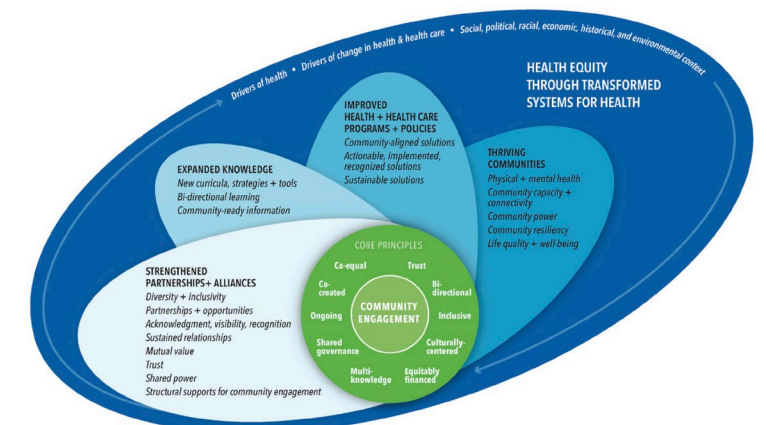 Drivers of health • Drivers of change in health & health care • Social, political, racial, economic, historical, and environmental context
HEALTH EQUITY
THROUGH TRANSFORMED
SYSTEMS FOR HEALTH
IMPROVED
HEALTH + HEALTH CARE
PROGRAMS + POLICIES
Community-aligned solutions
Actionable, implemented,
recognized solutions
Sustainable solutions
THRIVING
COMMUNITIES
Physical + mental health
Community capacity +
connectivity
Community power
Community resiliency
Life quality + well-being
EXPANDED KNOWLEDGE
New curricula, strategies + tools
Bi-directional learning
Community-ready information
STRENGTHENED
PARTNERSHIPS+ ALLIANCES
Diversity + inclusivity
Partnerships + opportunities
Acknowledgment, visibility, recognition
Sustained relationships
Mutual value
Trust
Shared power
Structural supports for community engagement
CORE PRINCIPLES
Co-equal
Trust
Co-
created
Bi-
directional
Ongoing
COMMUNITY
ENGAGEMENT
Inclusive
Shared
governance
Culturally-
centered
Multi-
knowledge
Equitably
financed